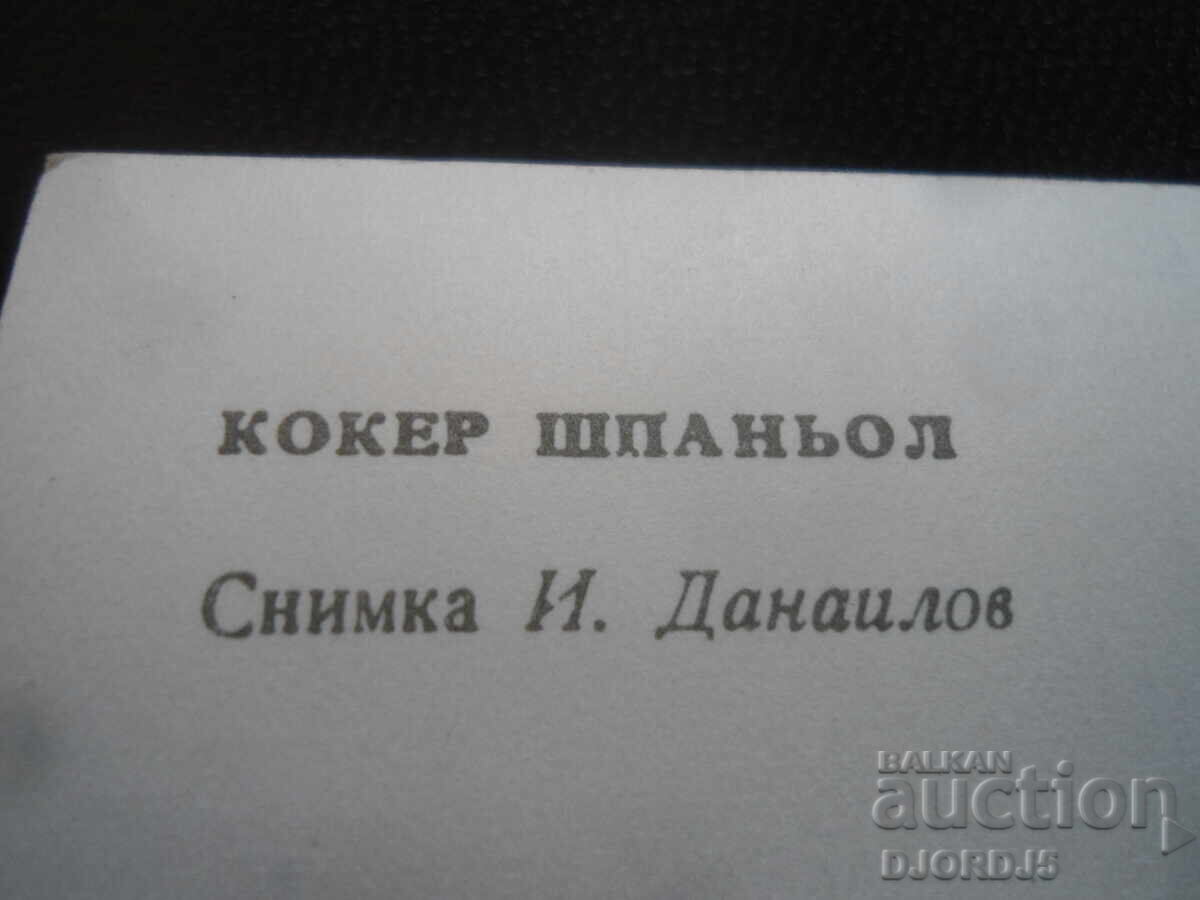 КОКЕР ШПАНЬОЛ
Снимка И. Данаилов
BALKAN
auction
DJORDJ5